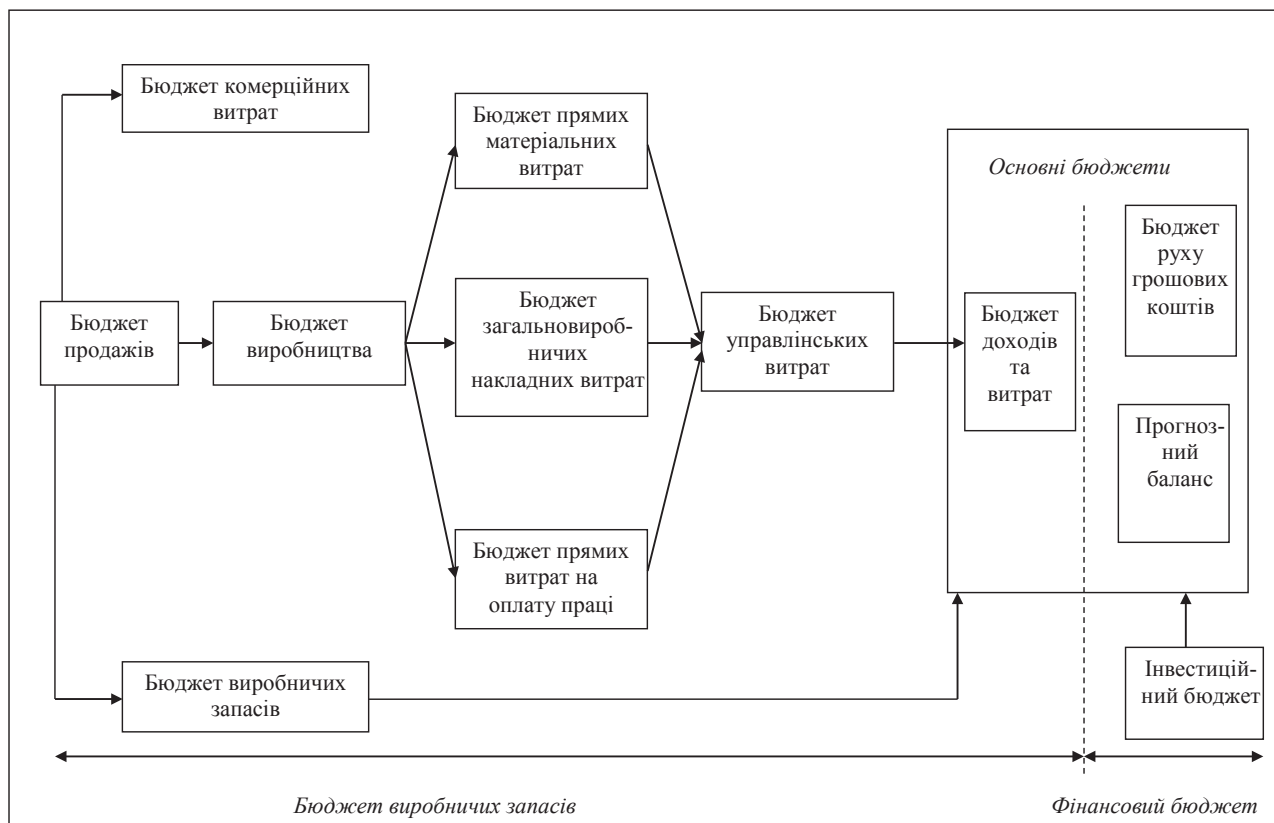 Бюджет комерційних
витрат
Бюджет прямих
матеріальних
витрат
Основні бюджети
Бюджет
руху
грошових
коштів
Бюджет
продажів
Бюджет
виробництва
Бюджет
загальновироб-
ничих
накладних витрат
Бюджет
управлінських
витрат
Бюджет
доходів
та
витрат
Прогноз-
ний
баланс
Бюджет прямих
витрат на
оплату праці
Бюджет виробничих
запасів
Інвестицій-
ний бюджет
Бюджет виробничих запасів
Фінансовий бюджет